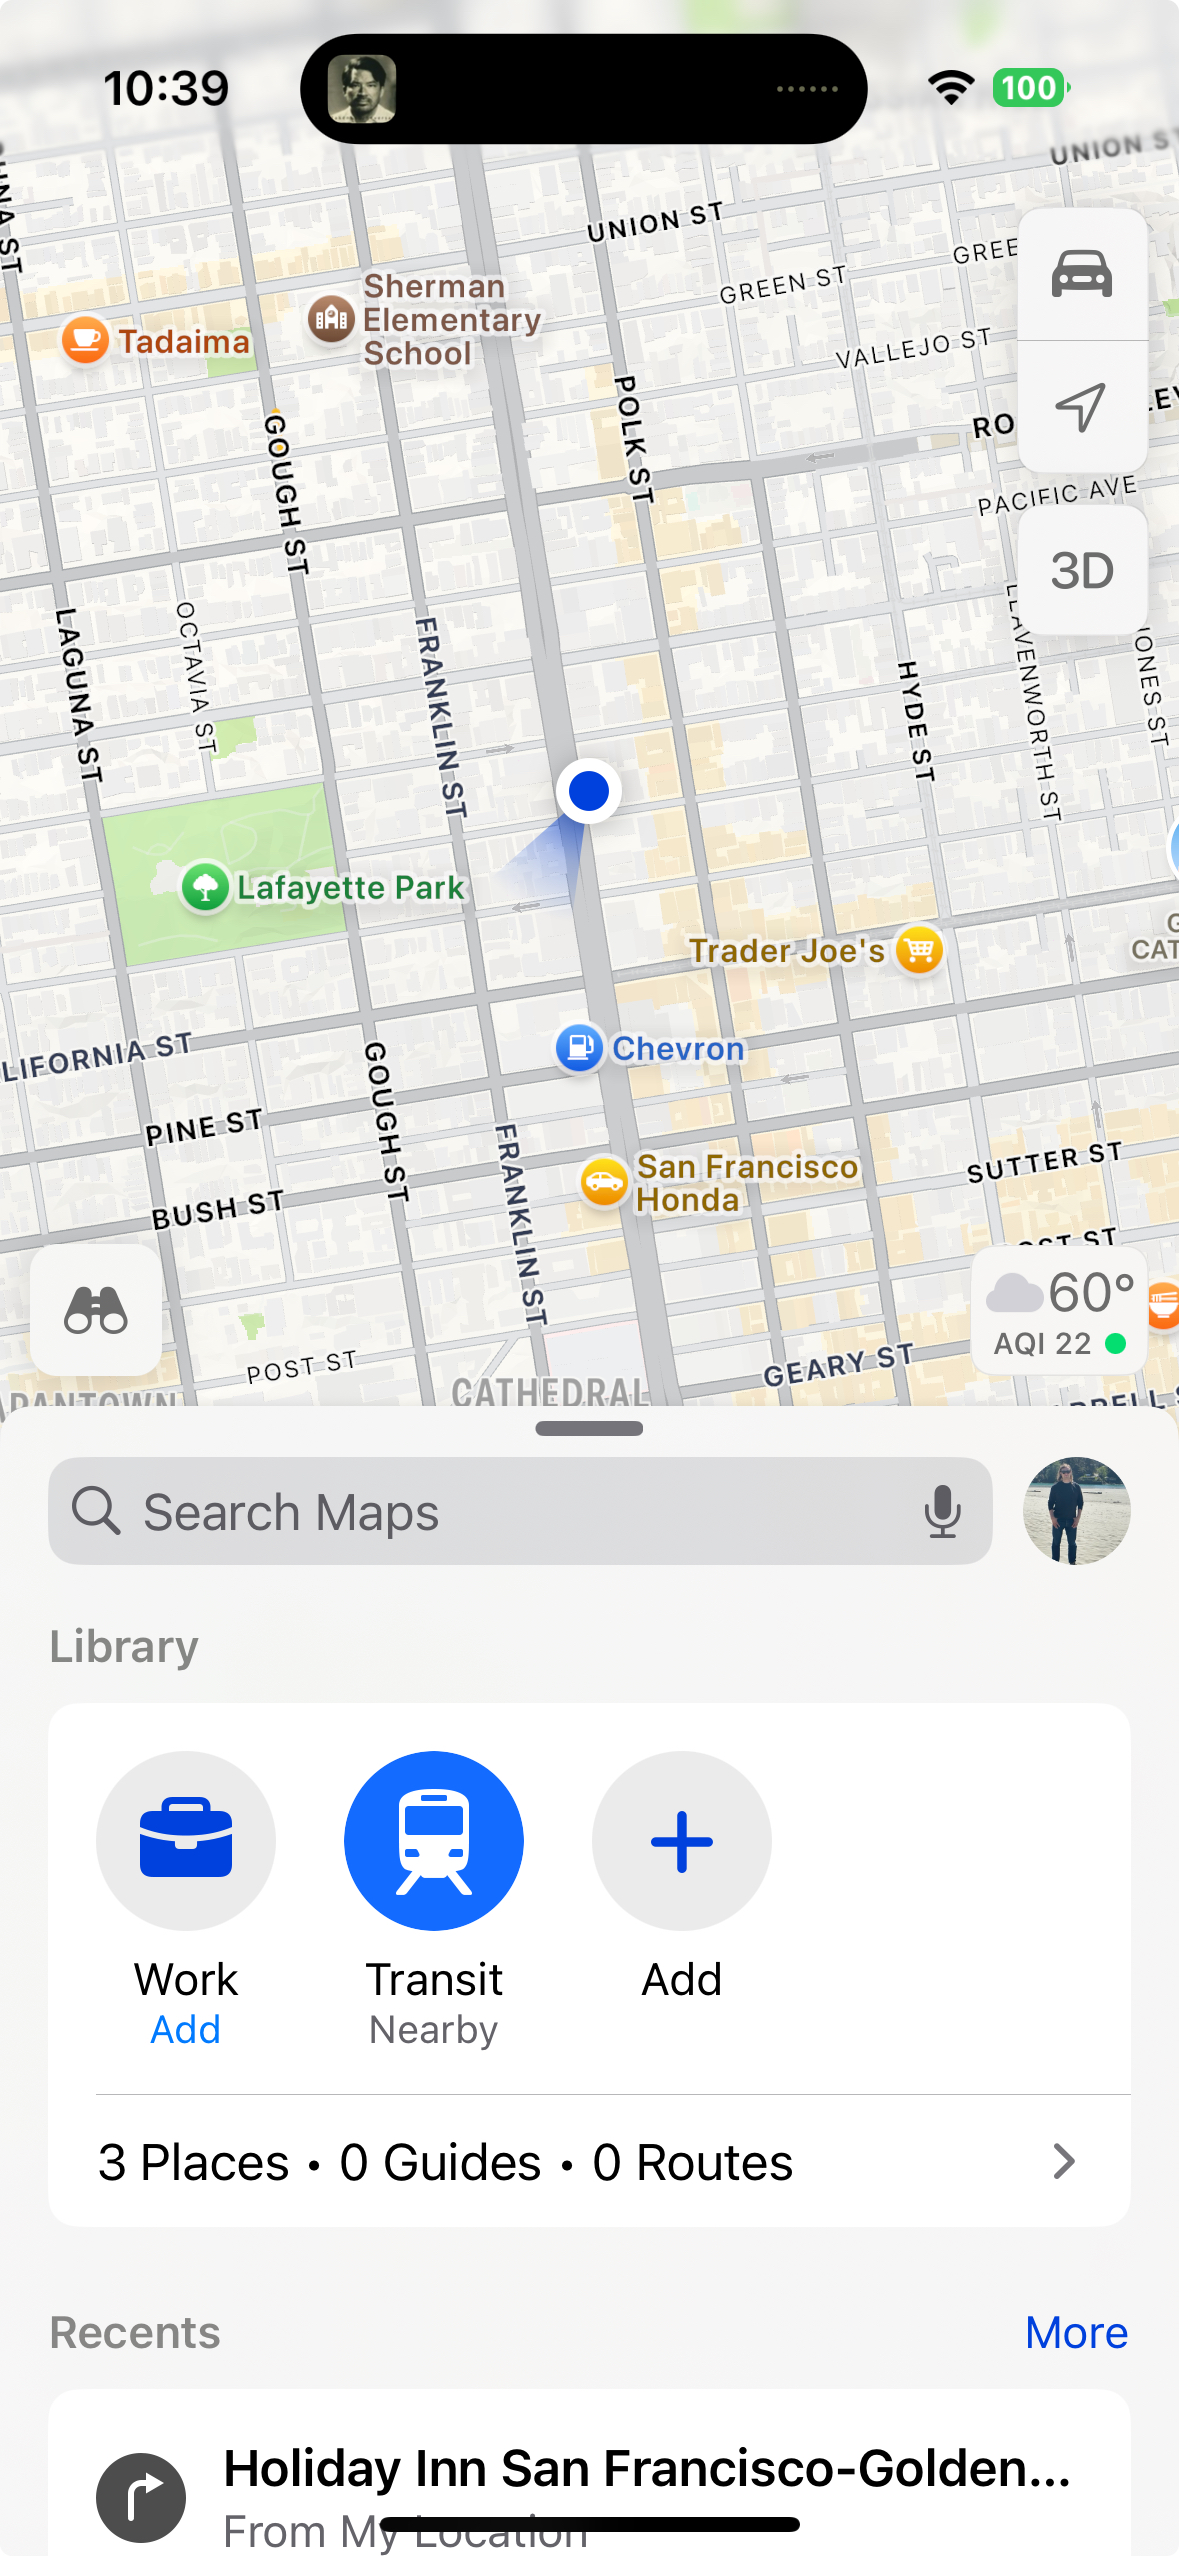 10:39
100
UNION ST
UNION ST
GREEN ST
GREE
VALLEJO ST
Sherman
Elementary
School
Tadaima
POLK ST
GOUGH ST
RO
PACIFIC AVE
3D
LAGUNA ST
OCTAVIA ST
FRANKLIN ST
HYDE ST
LEAVENWORTH ST
JONES ST
Lafayette Park
Trader Joe's
CAT
LIFORNIA ST
Chevron
PINE ST
GOUGH ST
BUSH ST
FRANKLIN ST
San Francisco
Honda
SUTTER ST
OST ST
60°
AQI 22
POST ST
GEARY ST
CATHEDRAL
PANTOWN
Search Maps
Library
Work
Add
Transit
Nearby
Add
3 Places • 0 Guides • 0 Routes
Recents
More
Holiday Inn San Francisco-Golden...
From My Location